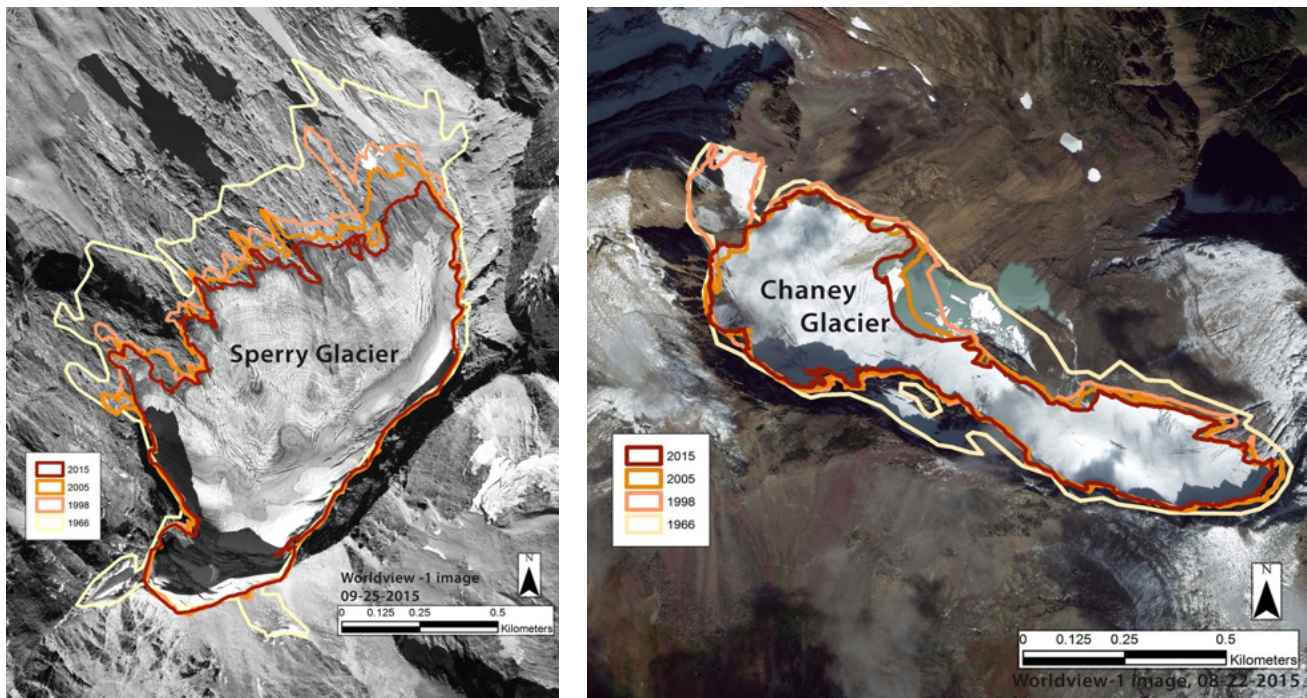 Sperry Glacier
2015
2005
1998
1966
N
Worldview -1 image
09-25-2015
0 0.125 0.25 0.5
Kilometers
Chaney
Glacier
2015
2005
1998
1966
N
0 0.125 0.25 0.5
Kilometers
Worldview-1 Image, 08-22-2015